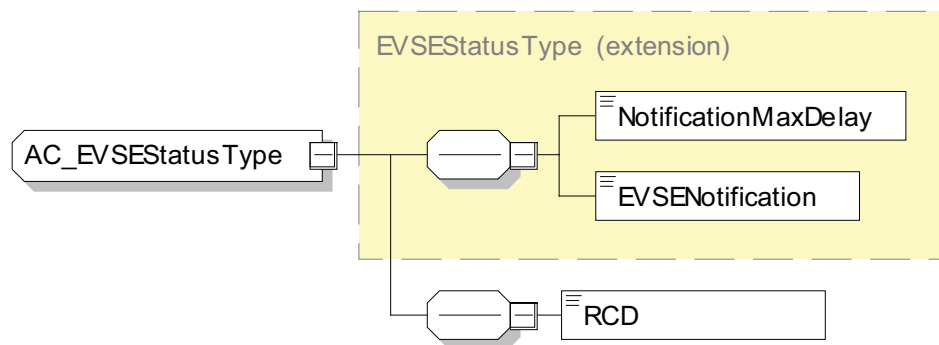 EVSEStatusType (extension)
NotificationMaxDelay
AC_EVSEStatusType
EVSENotification
RCD